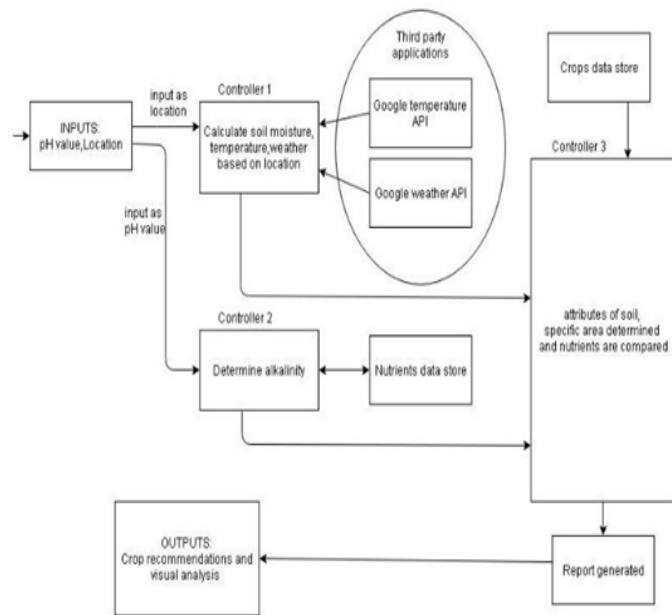 Third party
applications
Crops data store
Controller 1
input as
location
Google temperature
API
INPUTS:
pH value,Location
Calculate soil moisture,
temperature,weather
based on location
Controller 3
Google weather API
input as
pH value
attributes of soil,
specific area determined
and nutrients are compared
Controller 2
Determine alkalinity
Nutrients data store
OUTPUTS:
Crop recommendations and
visual analysis
Report generated